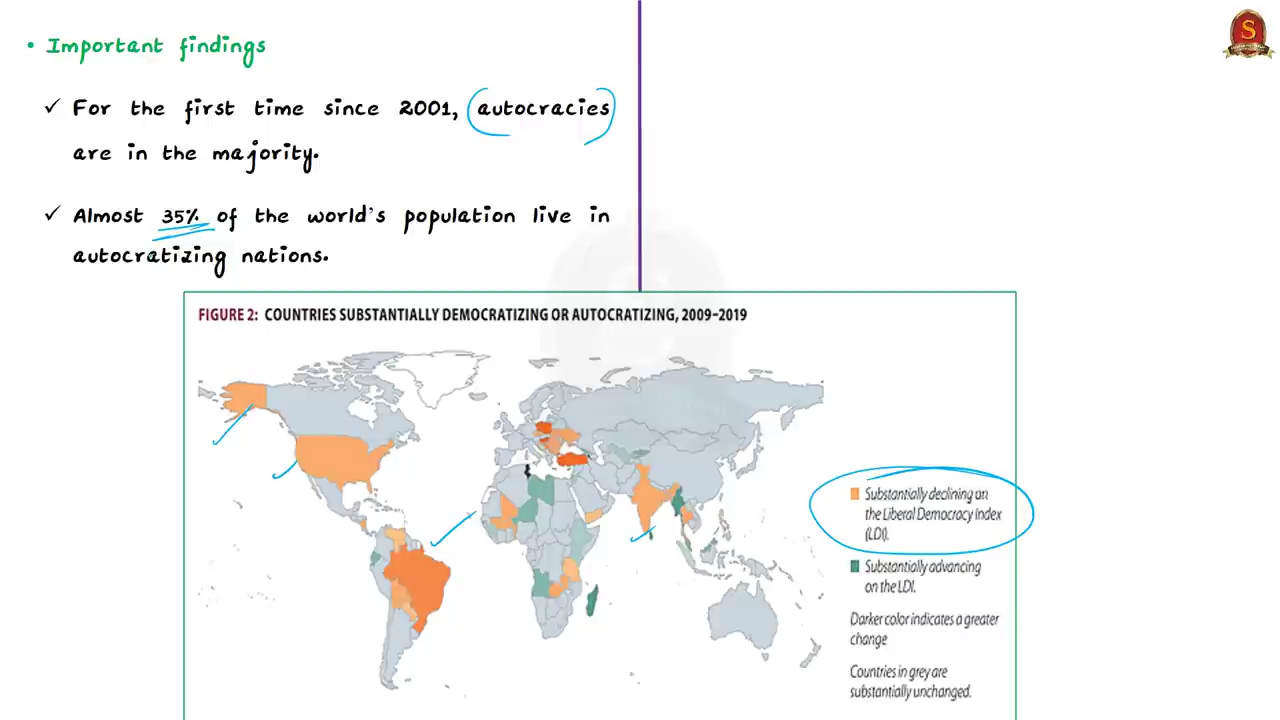 • Important findings
✓ For the first time since 2001, autocracies
are in the majority.
✓ Almost 35% of the world's population live in
autocratizing nations.
FIGURE 2: COUNTRIES SUBSTANTIALLY DEMOCRATIZING OR AUTOCRATIZING, 2009–2019
Substantially declining on
the Liberal Democracy Index
(LDI).
Substantially advancing
on the LDI.
Darker color indicates a greater
change
Countries in grey are
substantially unchanged.
S